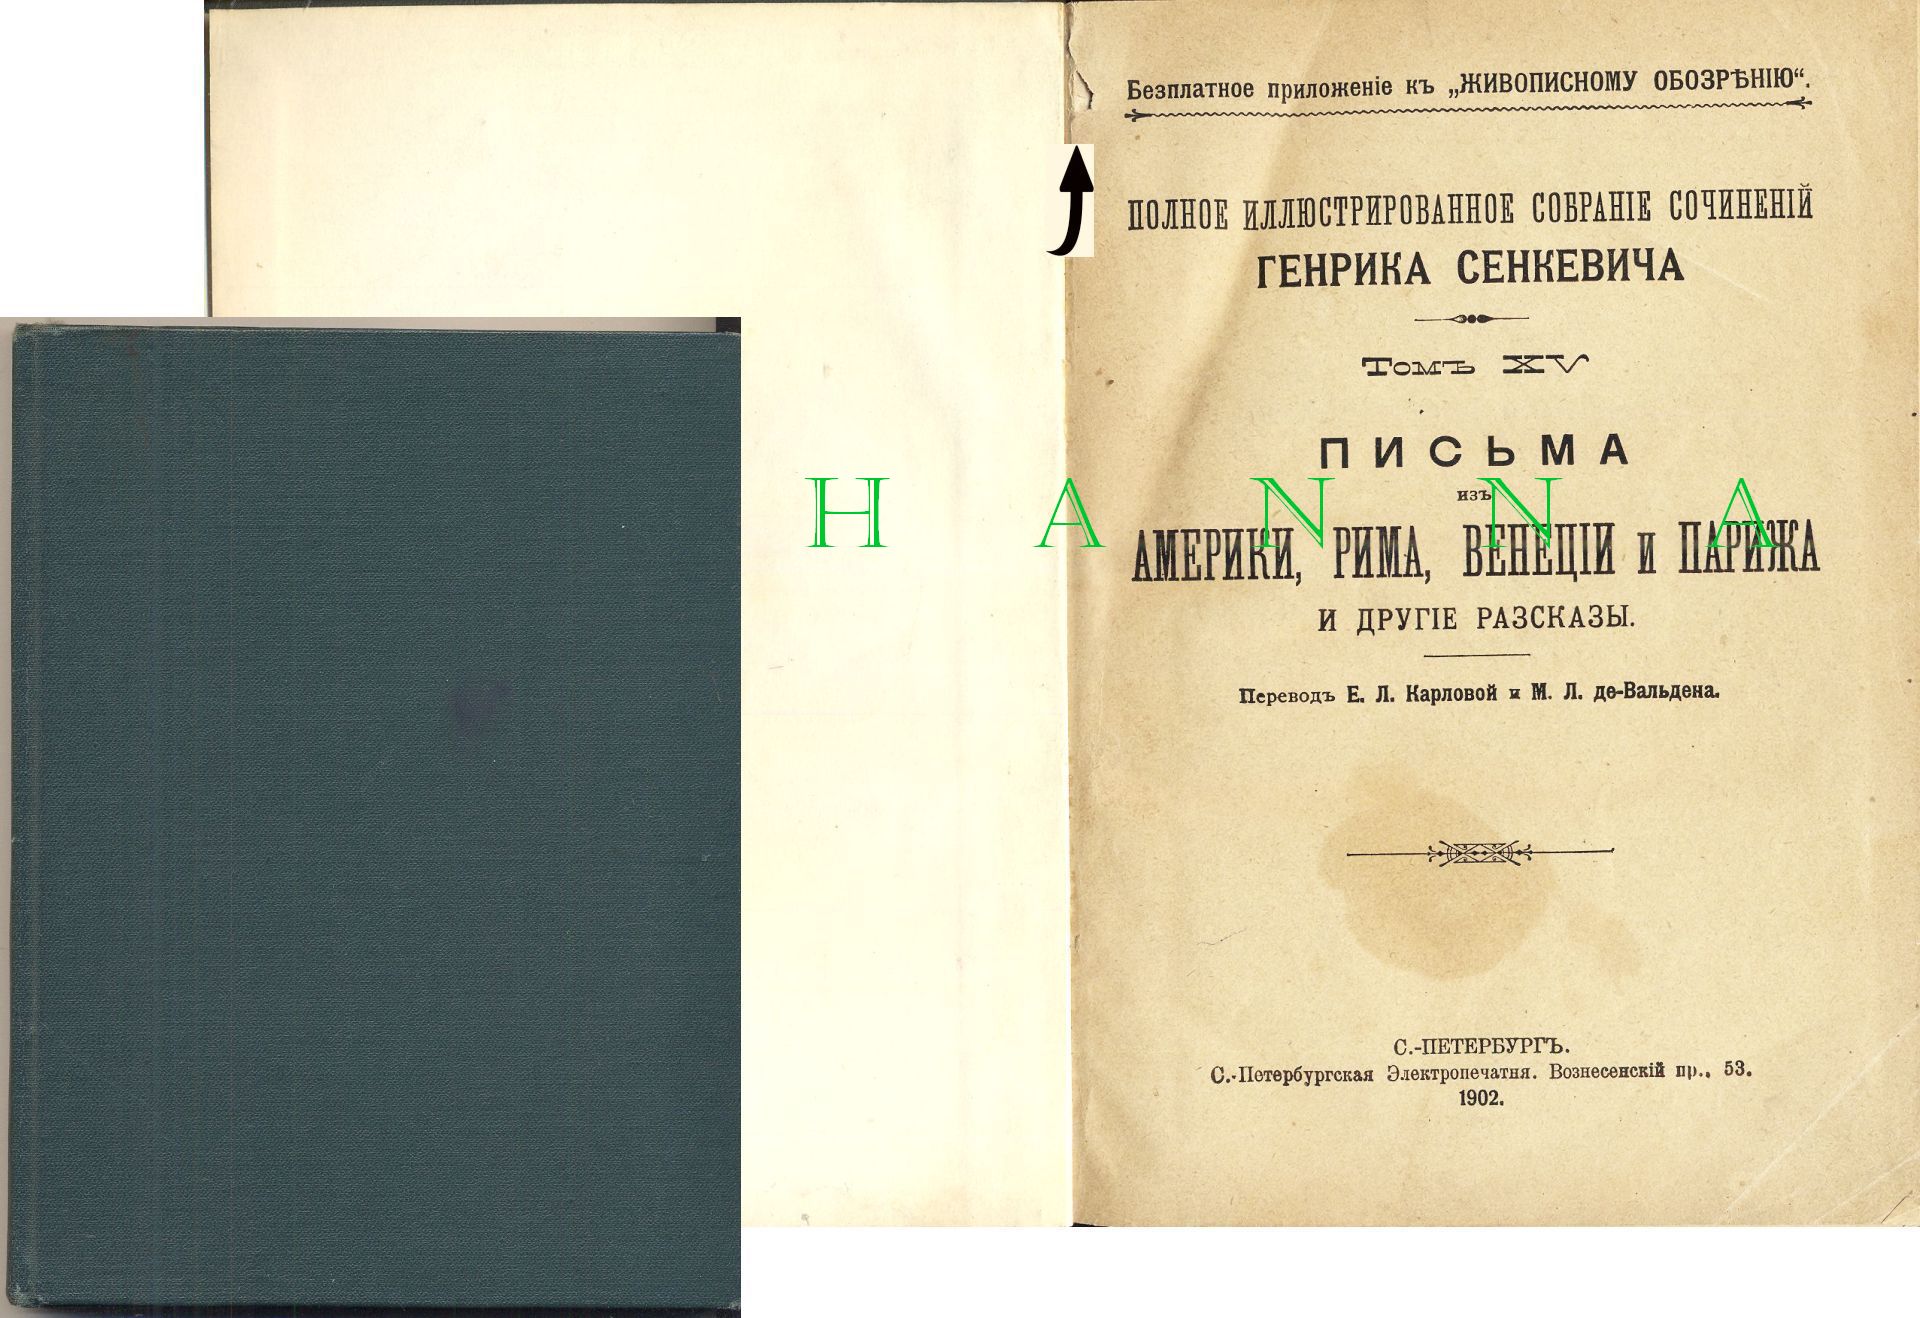 Безплатное приложеніе къ „ЖИВОПИСНОМУ ОБОЗРѢНІЮ“.
ПОЛНОЕ ИЛЛЮСТРИРОВАННОЕ СОБРАНІЕ СОЧИНЕНІЙ
ГЕНРИКА СЕНКЕВИЧА
Томъ XV
ПИСЬМА
изъ
H A N N A
АМЕРИКИ, РИМА, ВЕНЕЦІИ и ПАРИЖА
И ДРУГІЕ РАЗСКАЗЫ.
Переводъ Е. Л. Карловой и М. Л. де-Вальдена.
С.-ПЕТЕРБУРГЪ.
С.-Петербургская Электропечатня. Вознесенскій пр., 53.
1902.